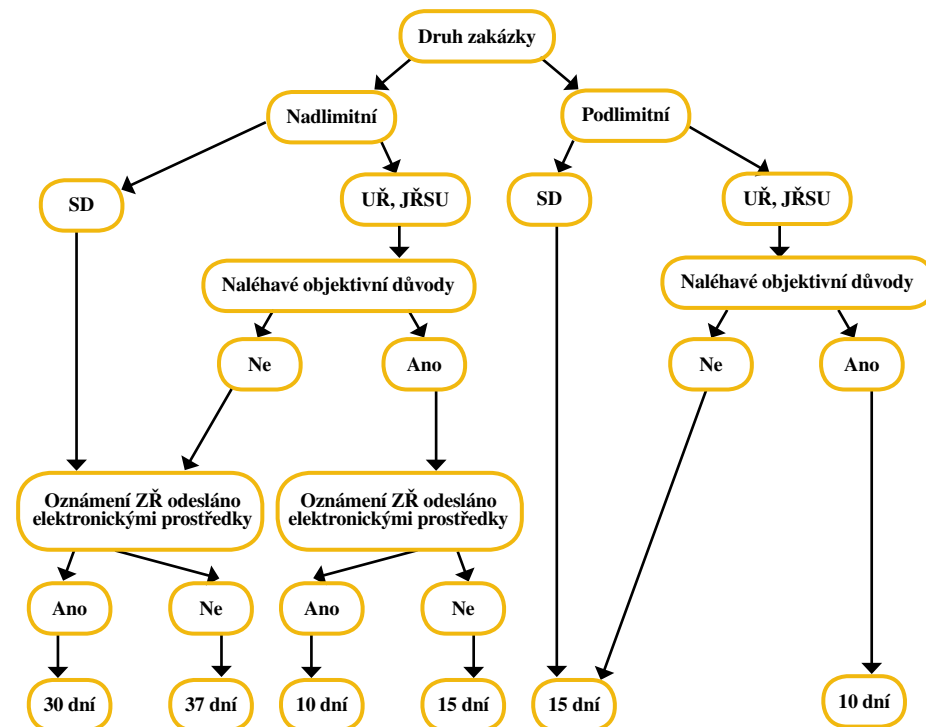 Druh zakázky
Nadlimitní
Podlimitní
SD
UŘ, JŘSU
SD
UŘ, JŘSU
Naléhavé objektivní důvody
Naléhavé objektivní důvody
Ne
Ano
Ne
Ano
Oznámení ZŘ odesláno
elektronickými prostředky
Oznámení ZŘ odesláno
elektronickými prostředky
Ano
Ne
Ano
Ne
30 dní
37 dní
10 dní
15 dní
15 dní
10 dní